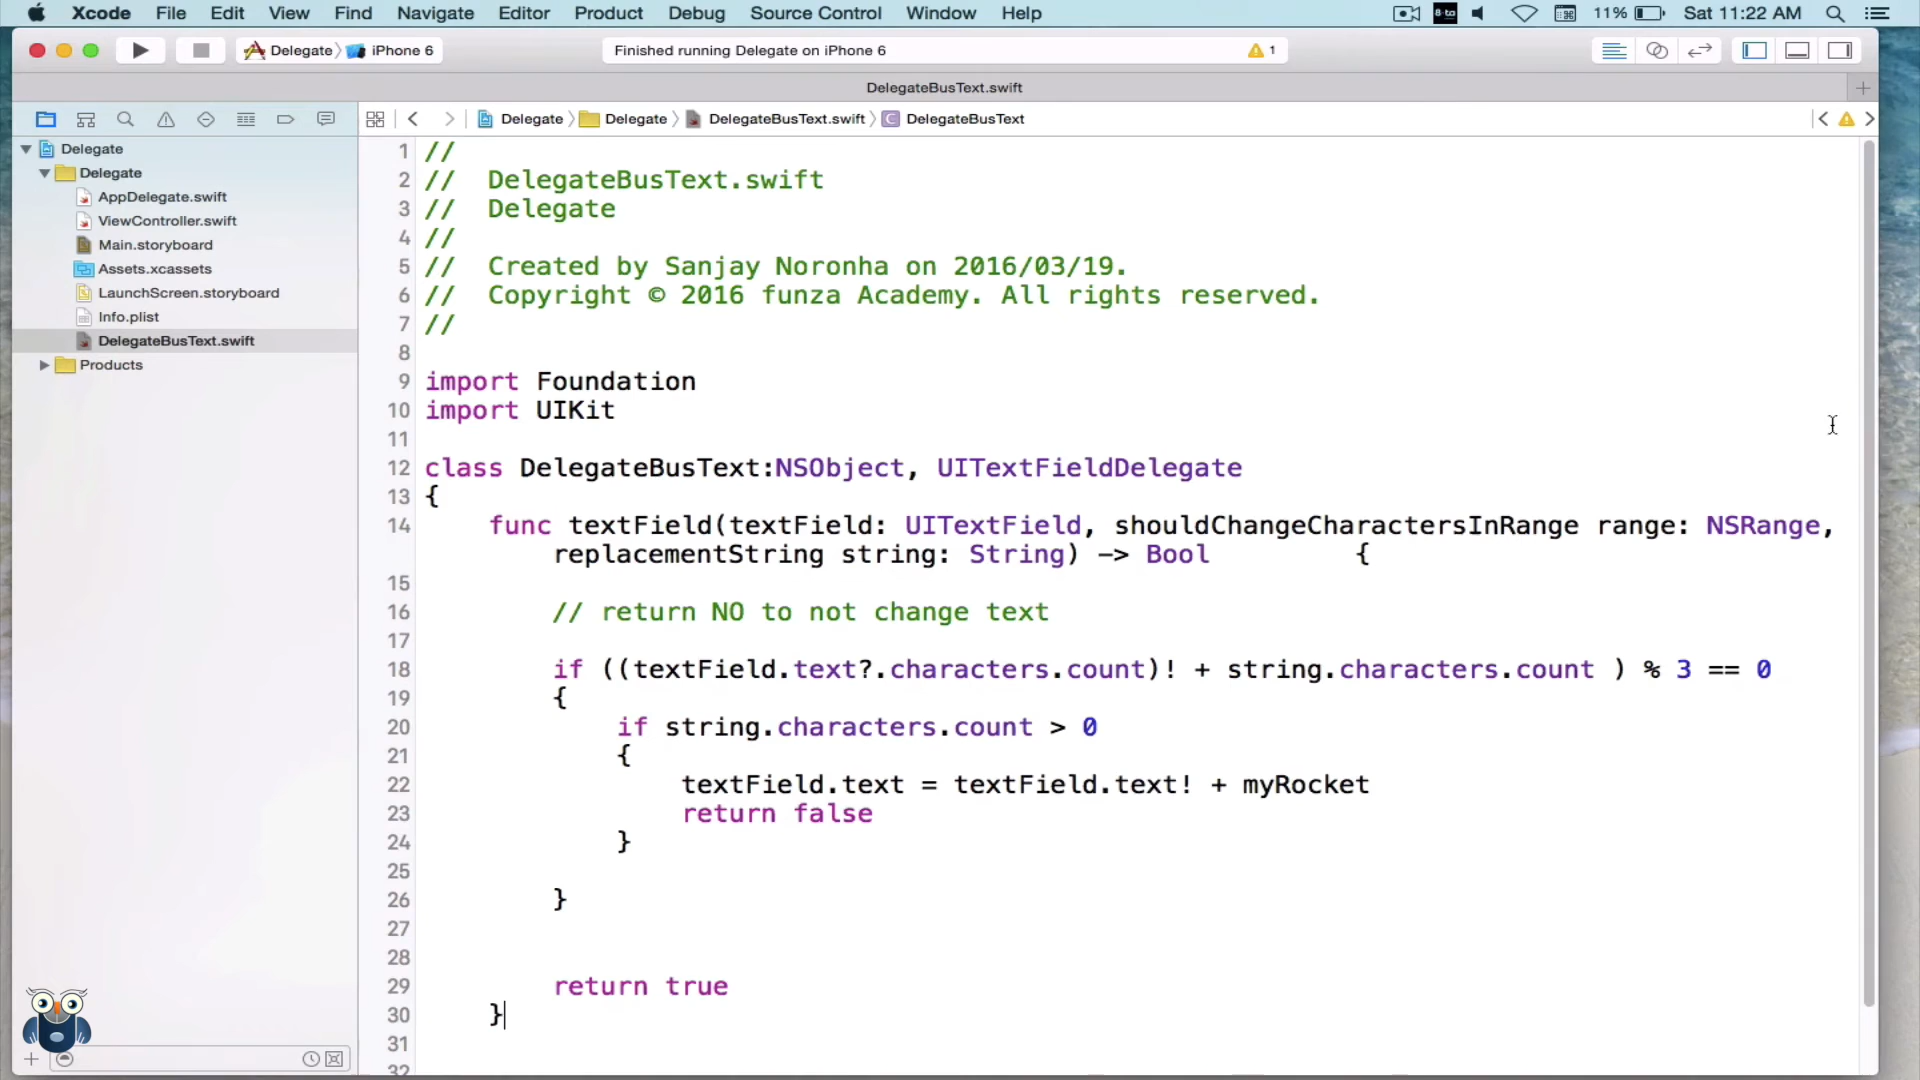 Xcode File Edit View Find Navigate Editor Product Debug Source Control Window Help 8-to 11% Sat 11:22 AM
Delegate iPhone 6 Finished running Delegate on iPhone 6 1
DelegateBusText.swift
Delegate Delegate DelegateBusText.swift C DelegateBusText
Delegate
Delegate
AppDelegate.swift
ViewController.swift
Main.storyboard
Assets.xcassets
LaunchScreen.storyboard
Info.plist
DelegateBusText.swift
Products
1 //
2 // DelegateBusText.swift
3 // Delegate
4 //
5 // Created by Sanjay Noronha on 2016/03/19.
6 // Copyright © 2016 funza Academy. All rights reserved.
7 //
8
9 import Foundation
10 import UIKit
11
12 class DelegateBusText:NSObject, UITextFieldDelegate
13 {
14 func textField(textField: UITextField, shouldChangeCharactersInRange range: NSRange,
replacementString string: String) -> Bool {
15
16 // return NO to not change text
17
18 if ((textField.text?.characters.count)! + string.characters.count ) % 3 == 0
19 {
20 if string.characters.count > 0
21 {
22 textField.text = textField.text! + myRocket
23 return false
24 }
25
26 }
27
28
29 return true
30 }
31
32